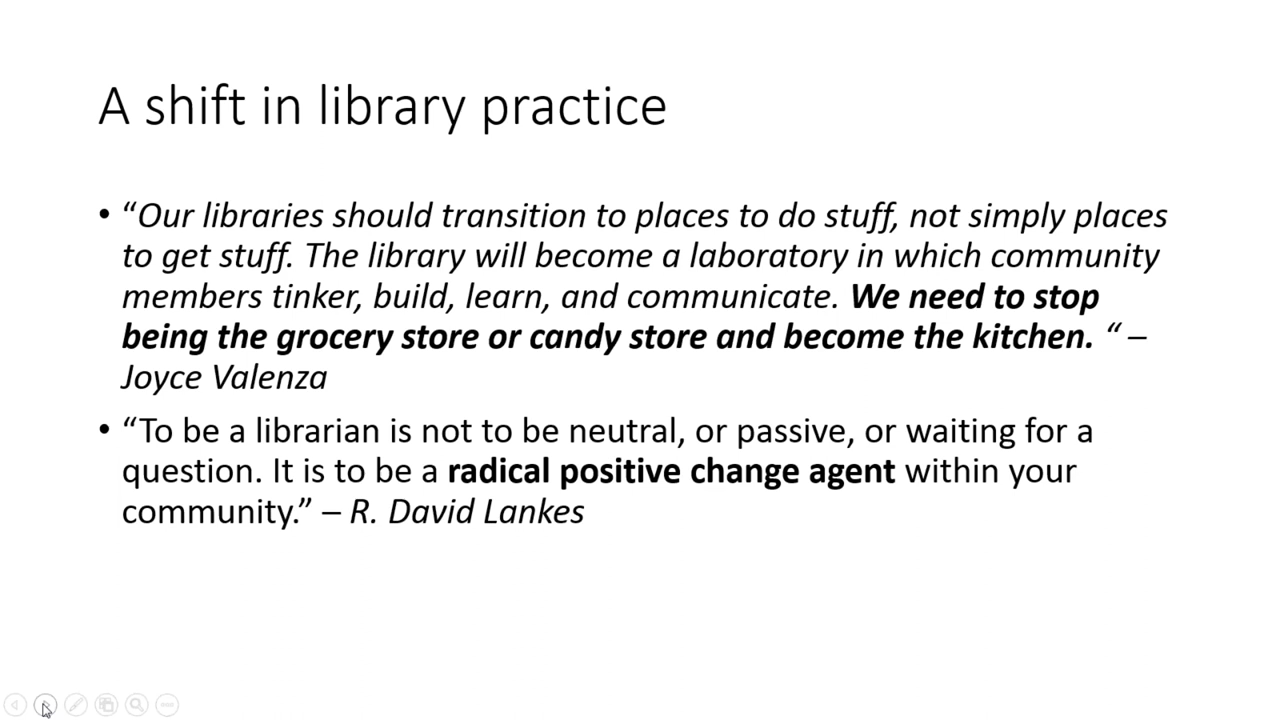 A shift in library practice
• “Our libraries should transition to places to do stuff, not simply places
to get stuff. The library will become a laboratory in which community
members tinker, build, learn, and communicate. We need to stop
being the grocery store or candy store and become the kitchen. “ –
Joyce Valenza
• “To be a librarian is not to be neutral, or passive, or waiting for a
question. It is to be a radical positive change agent within your
community.” – R. David Lankes